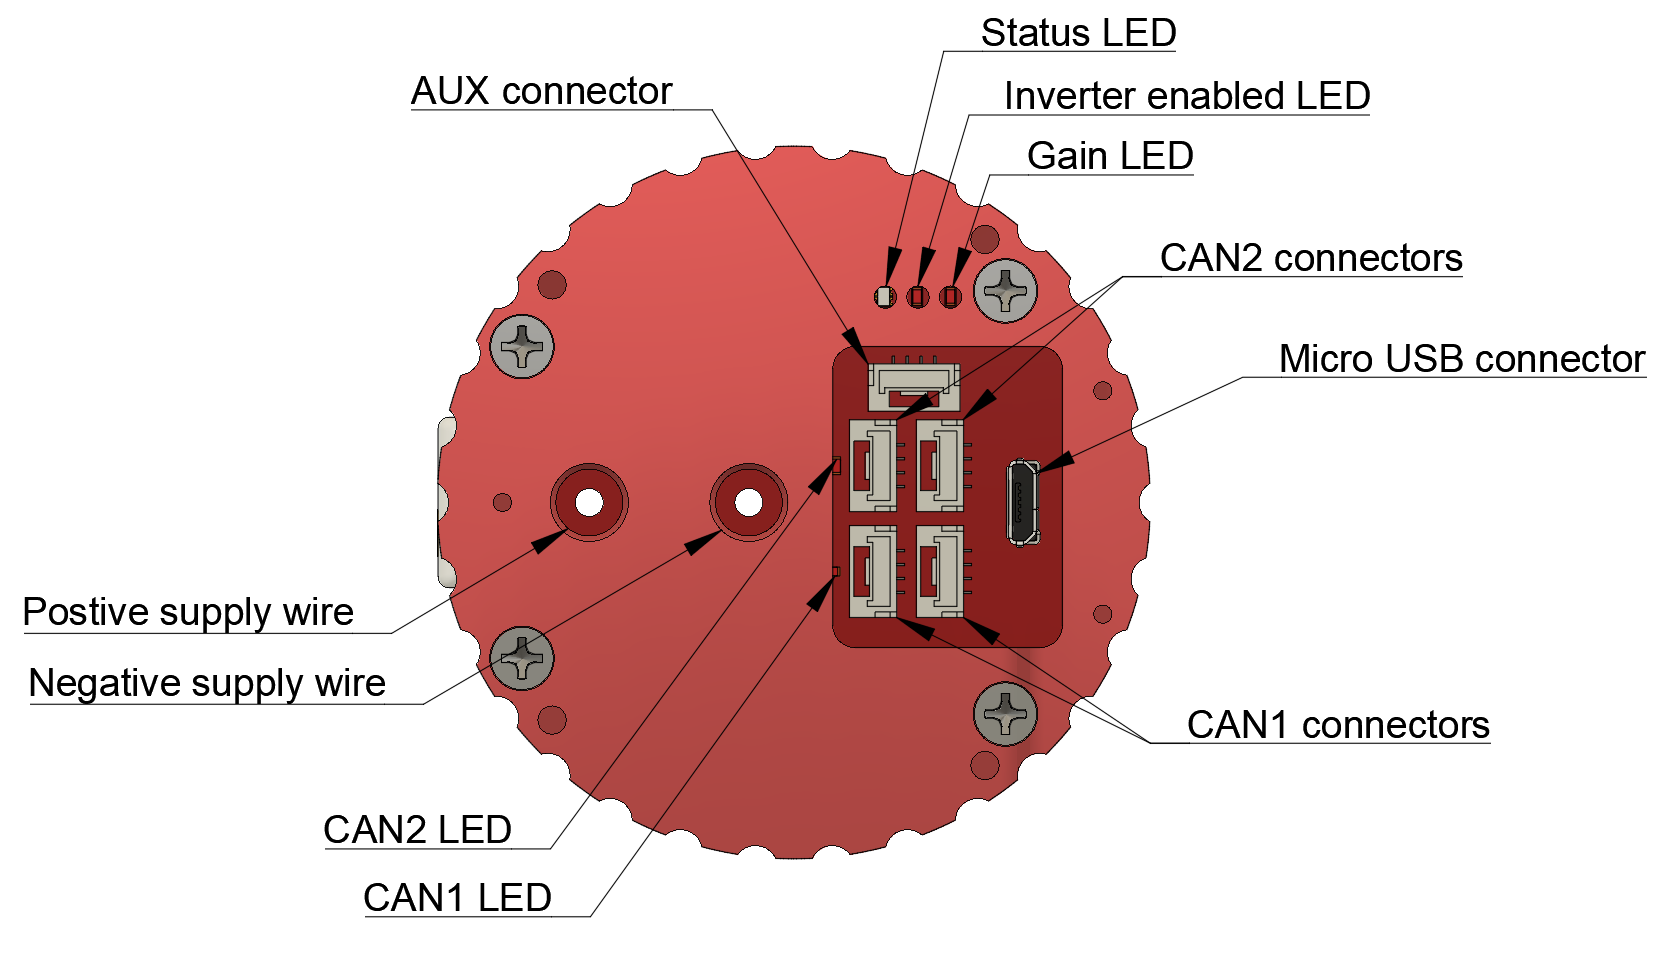 Status LED
AUX connector
Inverter enabled LED
Gain LED
CAN2 connectors
Micro USB connector
Postive supply wire
Negative supply wire
CAN1 connectors
CAN2 LED
CAN1 LED